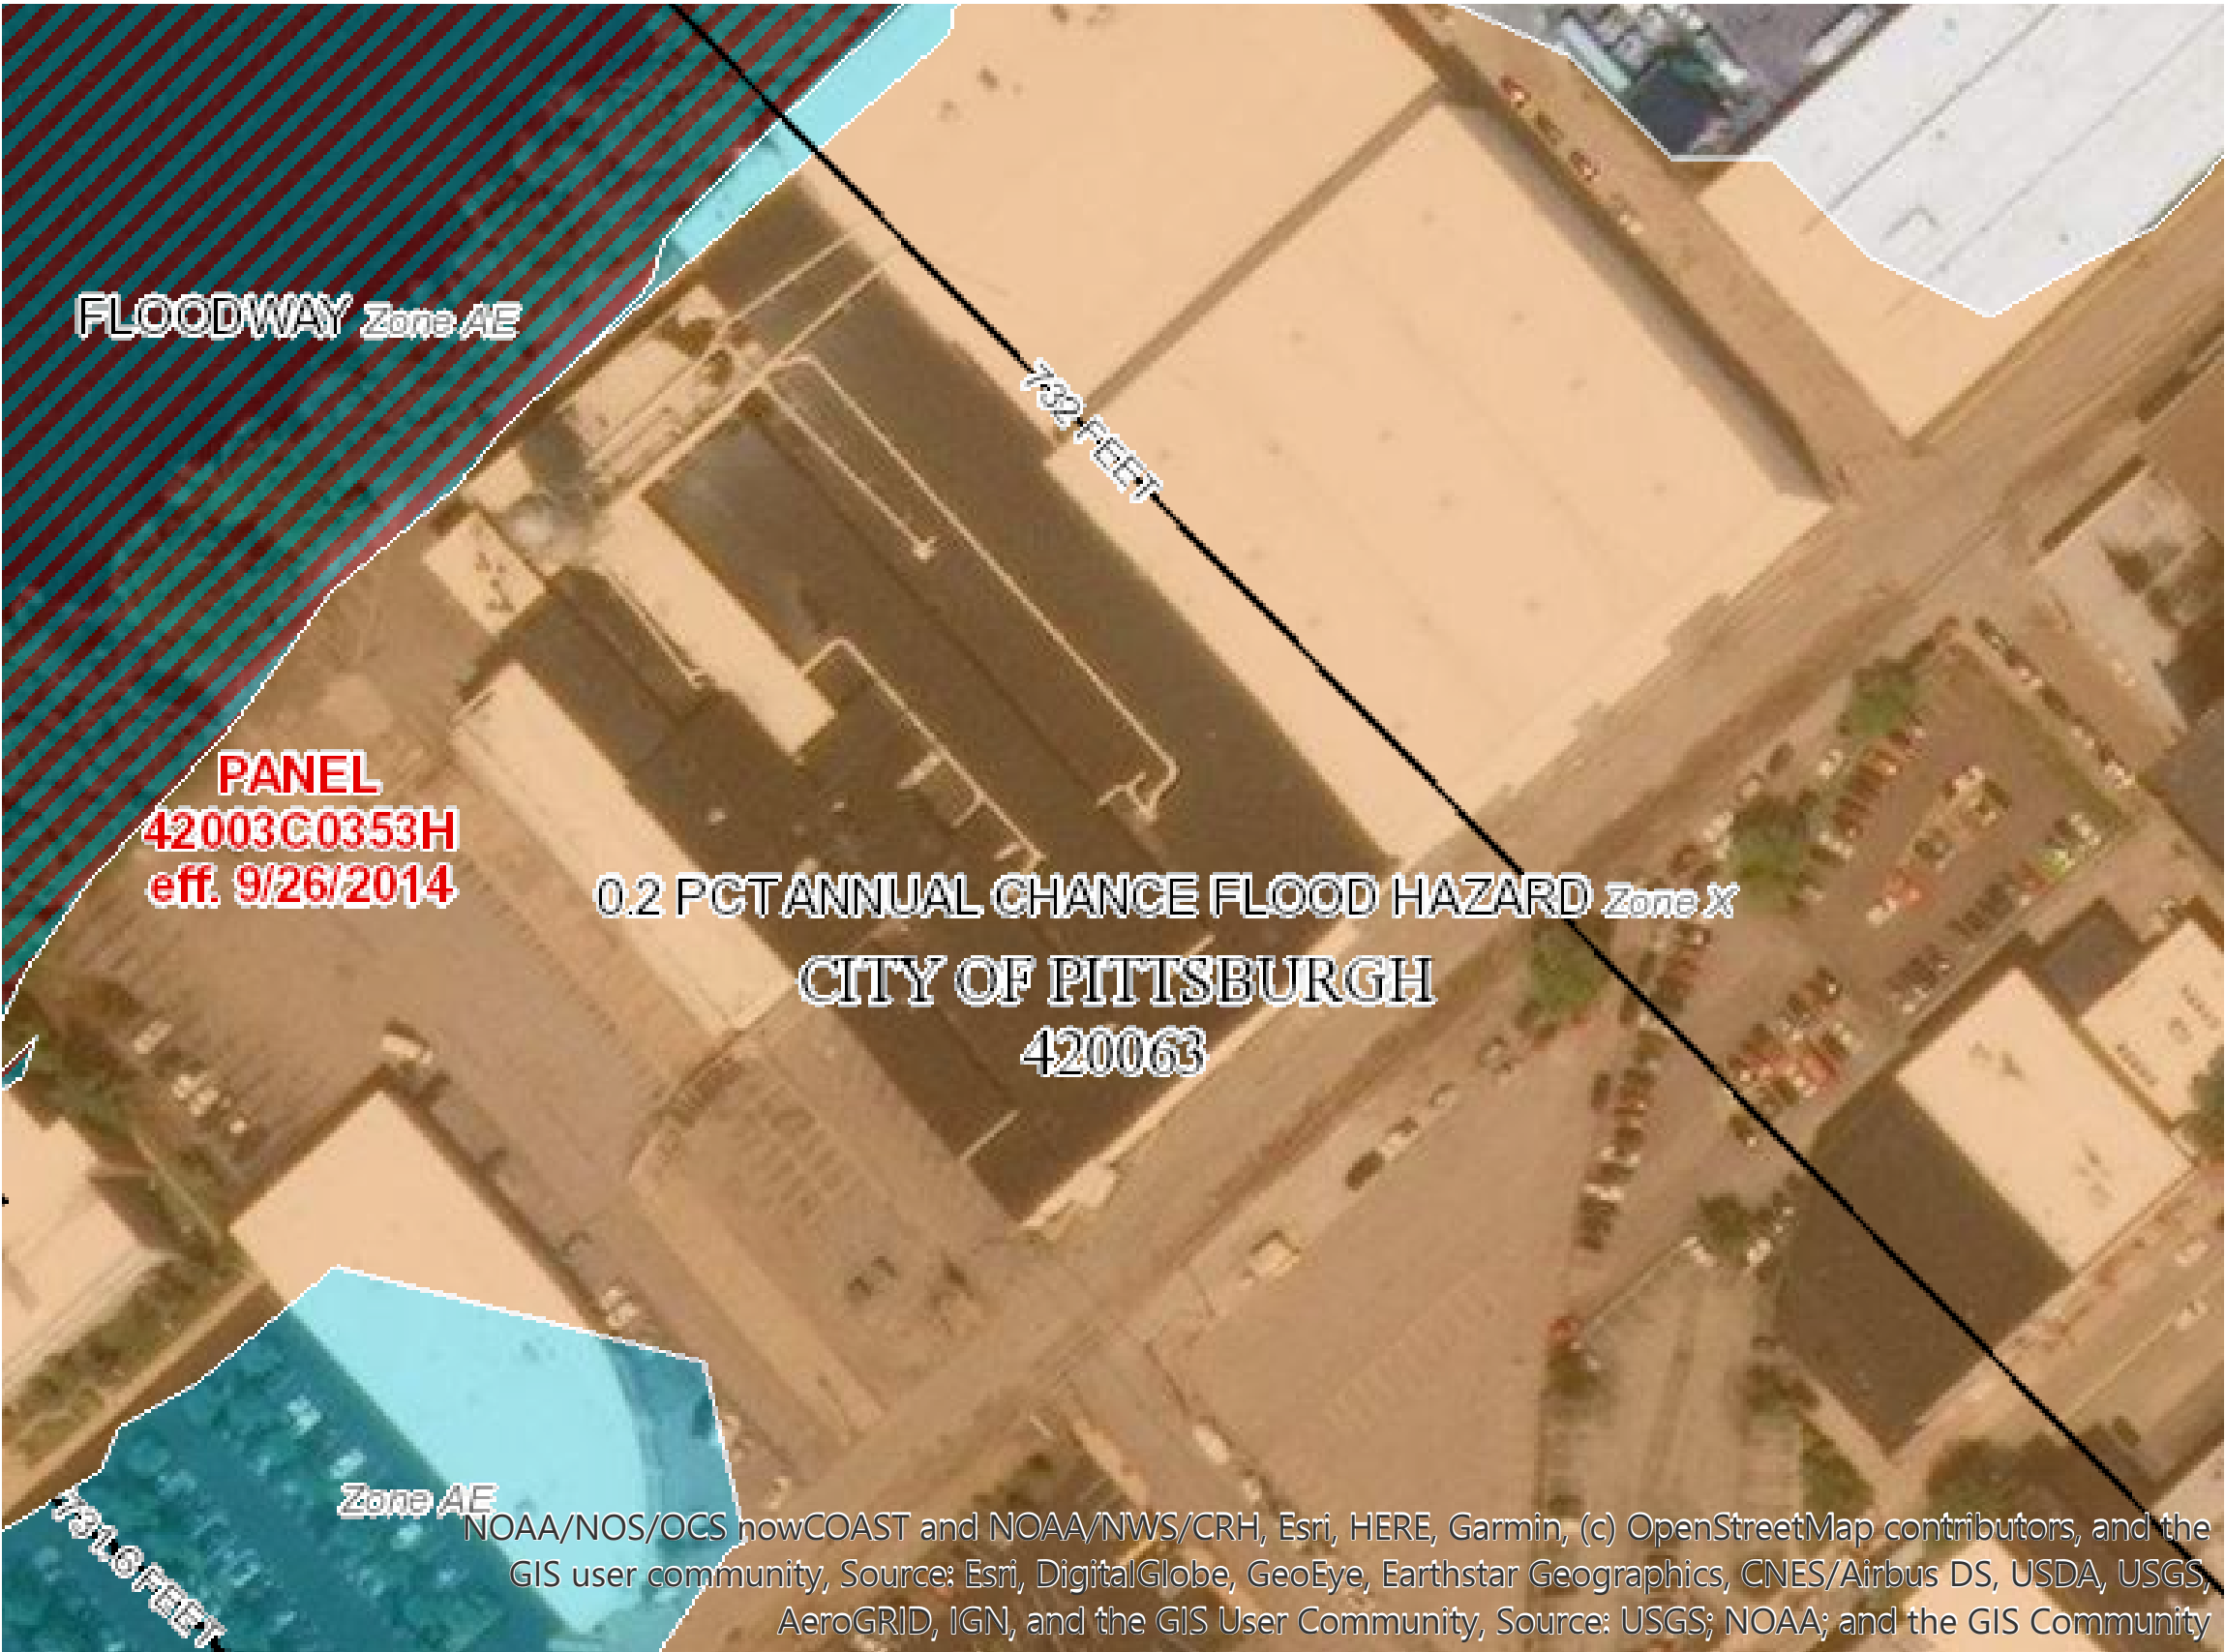 FLOODWAY Zone AE
732 FEET
PANEL
42003C0353H
eff. 9/26/2014
0.2 PCT ANNUAL CHANCE FLOOD HAZARD Zone X
CITY OF PITTSBURGH
420063
Zone AE
731.6 FEET
NOAA/NOS/OCS nowCOAST and NOAA/NWS/CRH, Esri, HERE, Garmin, (c) OpenStreetMap contributors, and the
GIS user community, Source: Esri, DigitalGlobe, GeoEye, Earthstar Geographics, CNES/Airbus DS, USDA, USGS,
AeroGRID, IGN, and the GIS User Community, Source: USGS; NOAA; and the GIS Community